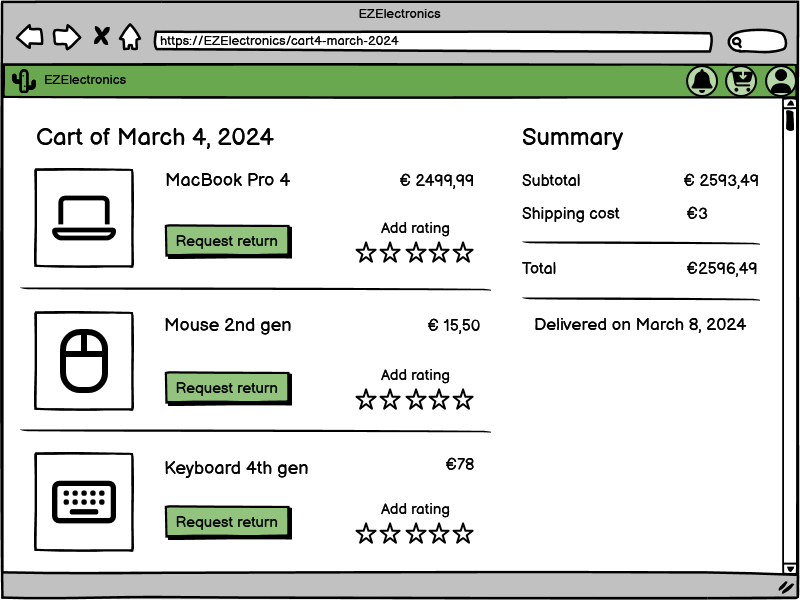 EZElectronics
https://EZElectronics/cart4-march-2024
EZElectronics
Cart of March 4, 2024
MacBook Pro 4
€ 2499,99
Request return
Add rating
Mouse 2nd gen
€ 15,50
Request return
Add rating
Keyboard 4th gen
€78
Request return
Add rating
Summary
Subtotal
€ 2593,49
Shipping cost
€3
Total
€2596,49
Delivered on March 8, 2024